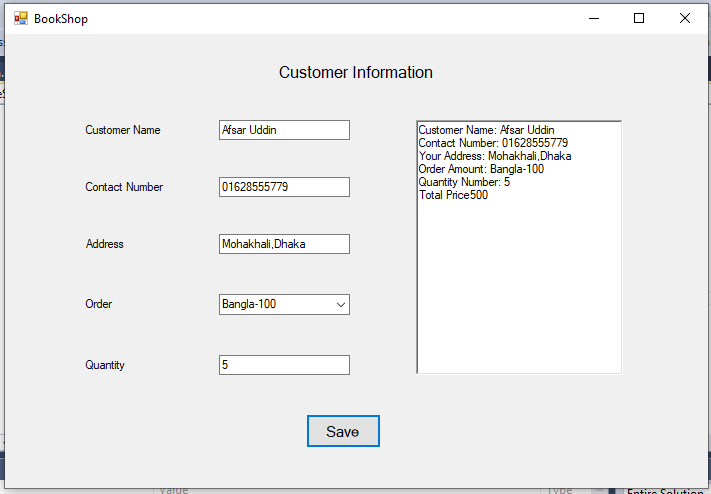 BookShop
Customer Information
Customer Name
Afsar Uddin
Contact Number
01628555779
Address
Mohakhali,Dhaka
Order
Bangla-100
Quantity
5
Customer Name: Afsar Uddin
Contact Number: 01628555779
Your Address: Mohakhali,Dhaka
Order Amount: Bangla-100
Quantity Number: 5
Total Price500
Save
Value
Type
Entire Solution